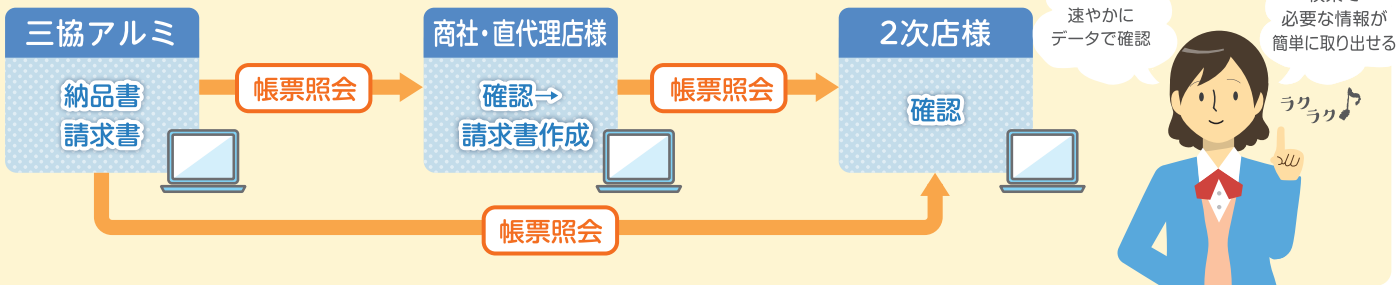 三協アルミ
納品書
請求書
帳票照会
商社・直代理店様
確認→
請求書作成
帳票照会
2次店様
確認
帳票照会
速やかに
データで確認
必要な情報が
簡単に取り出せる
ラク
ラク♪